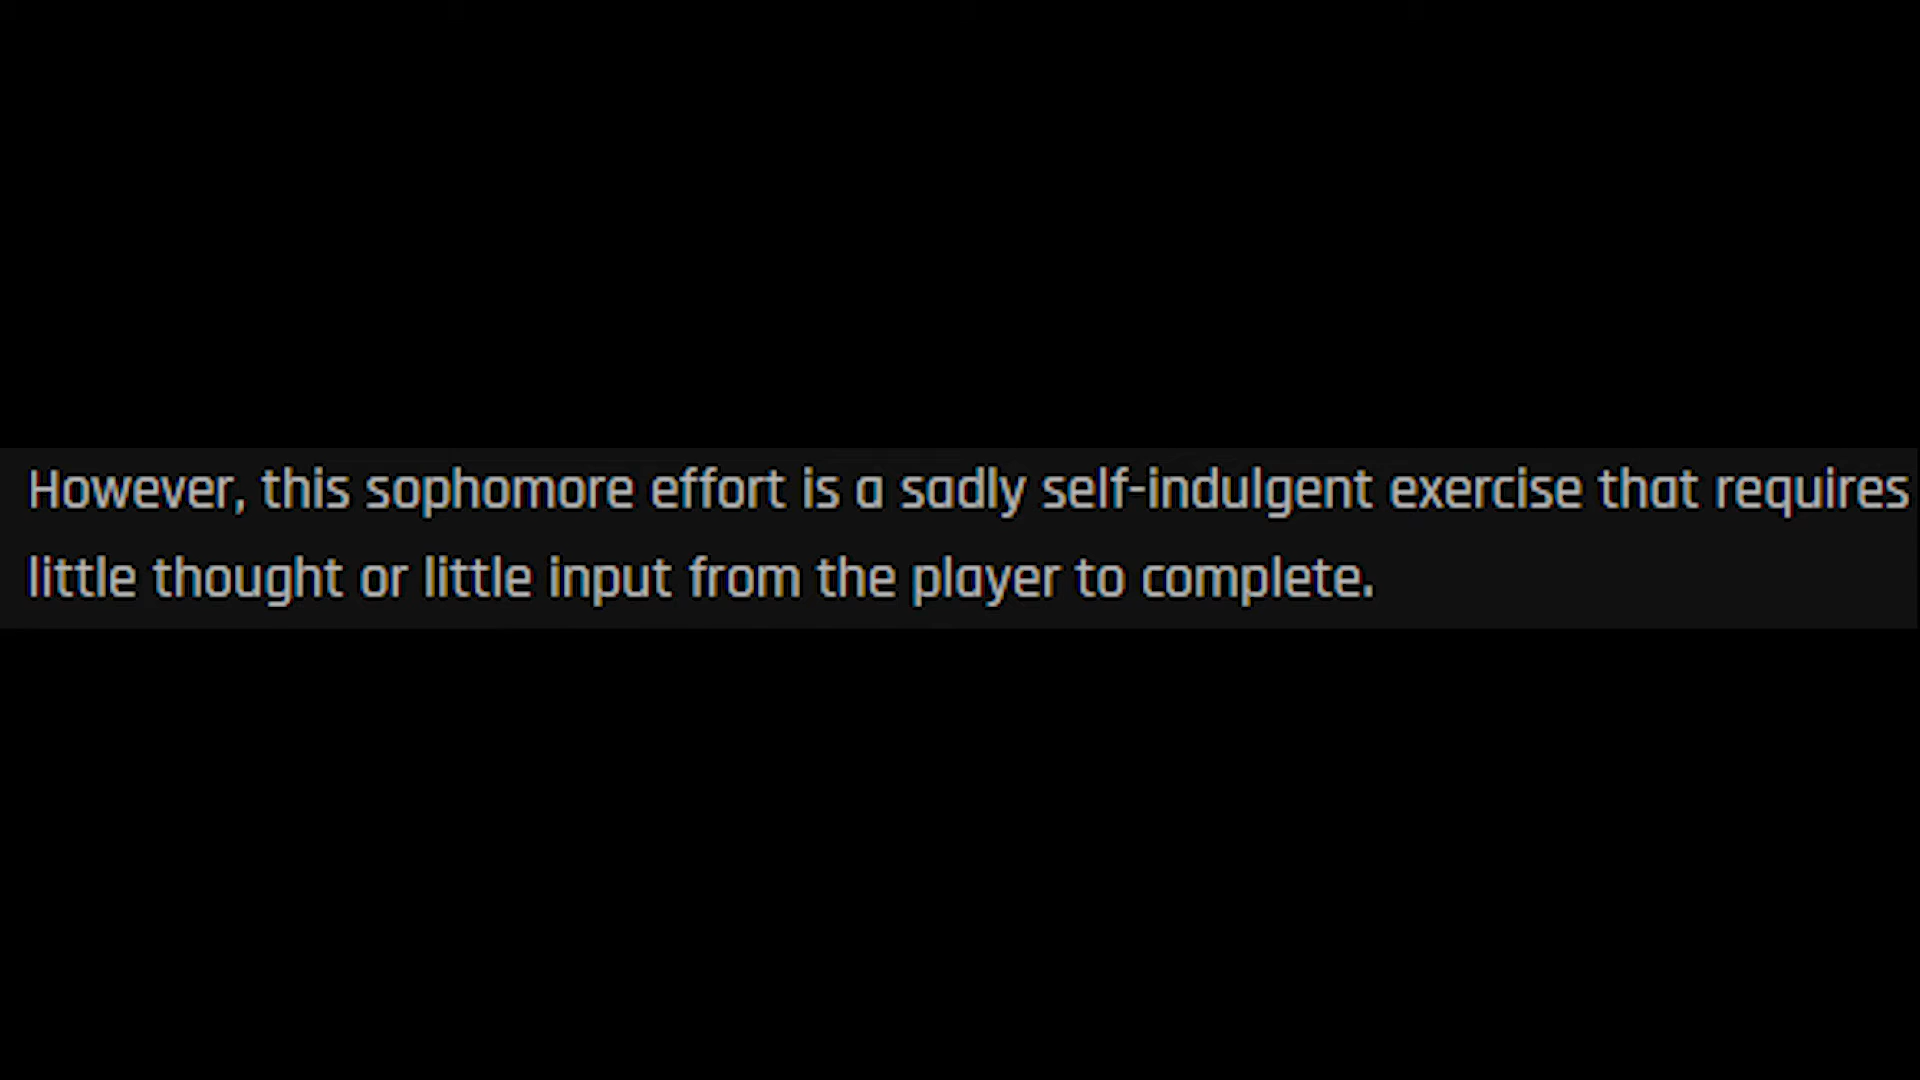 However, this sophomore effort is a sadly self-indulgent exercise that requires
little thought or little input from the player to complete.